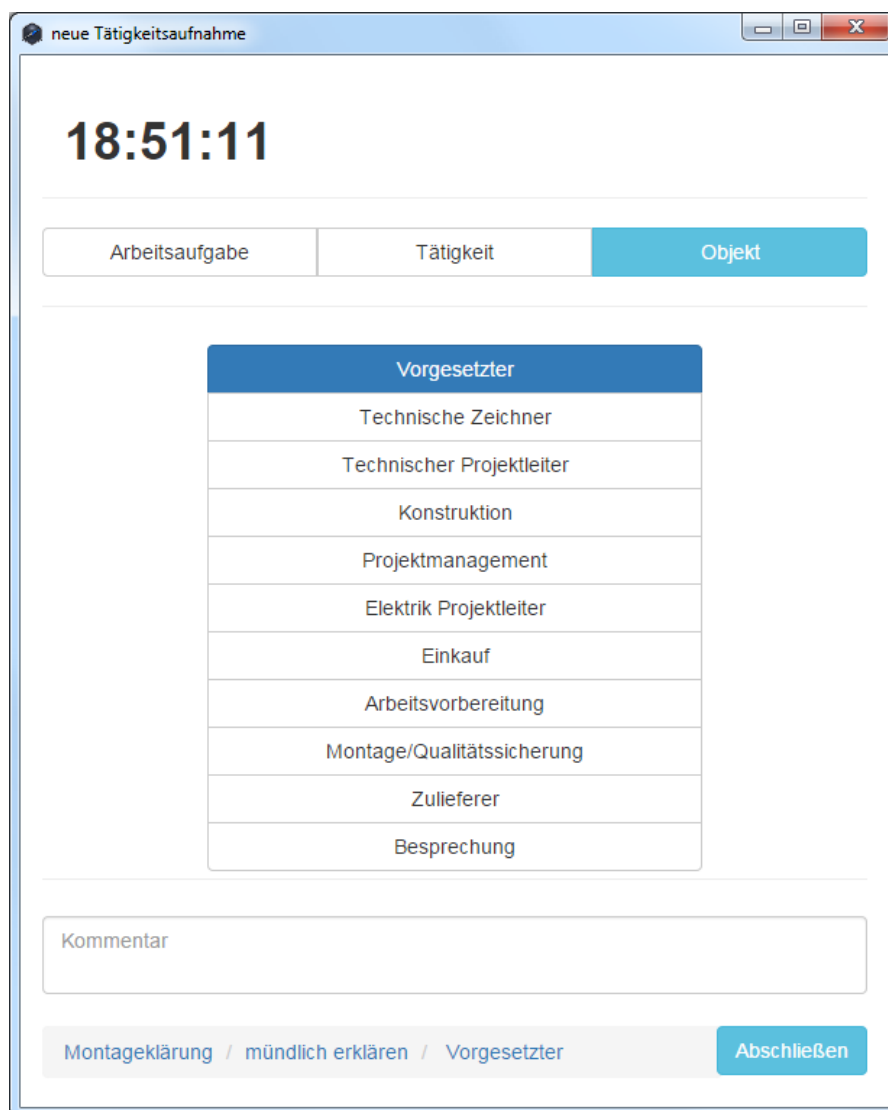 neue Tätigkeitsaufnahme
18:51:11
Arbeitsaufgabe Tätigkeit Objekt
Vorgesetzter
Technische Zeichner
Technischer Projektleiter
Konstruktion
Projektmanagement
Elektrik Projektleiter
Einkauf
Arbeitsvorbereitung
Montage/Qualitätssicherung
Zulieferer
Besprechung
Kommentar
Montageklärung / mündlich erklären / Vorgesetzter Abschließen